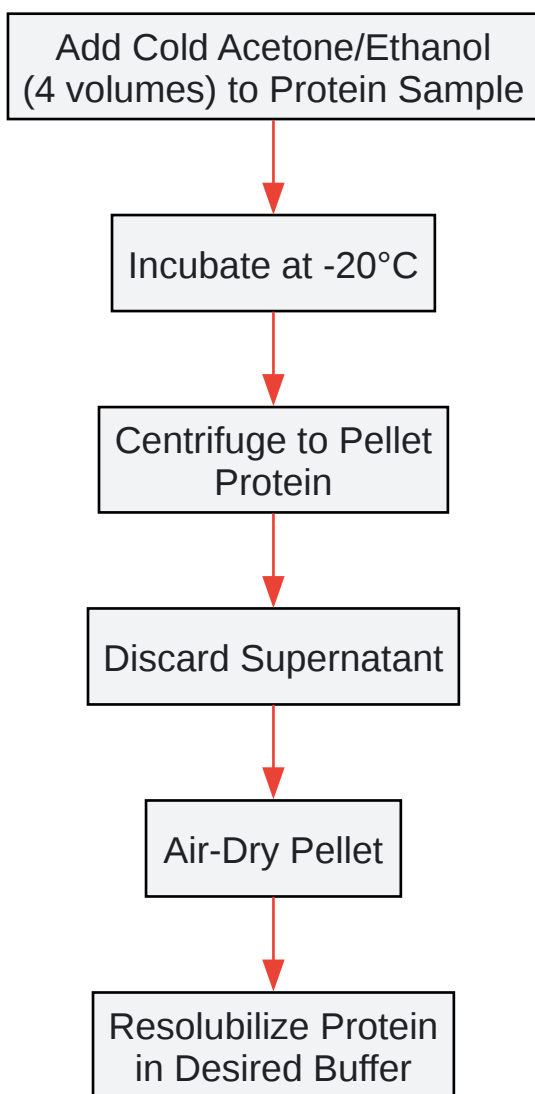 Add Cold Acetone/Ethanol
(4 volumes) to Protein Sample
Incubate at -20°C
Centrifuge to Pellet
Protein
Discard Supernatant
Air-Dry Pellet
Resolubilize Protein
in Desired Buffer